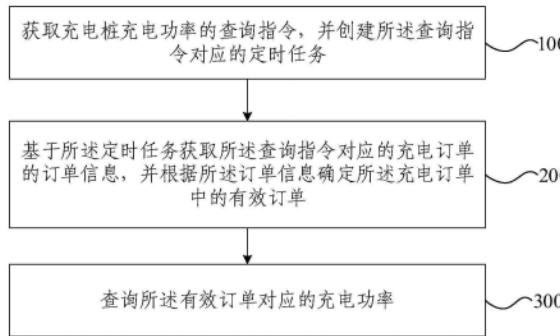 获取充电桩充电功率的查询指令，并创建所述查询指
令对应的定时任务
100
基于所述定时任务获取所述查询指令对应的充电订单
的订单信息，并根据所述订单信息确定所述充电订单
中的有效订单
20
查询所述有效订单对应的充电功率
300